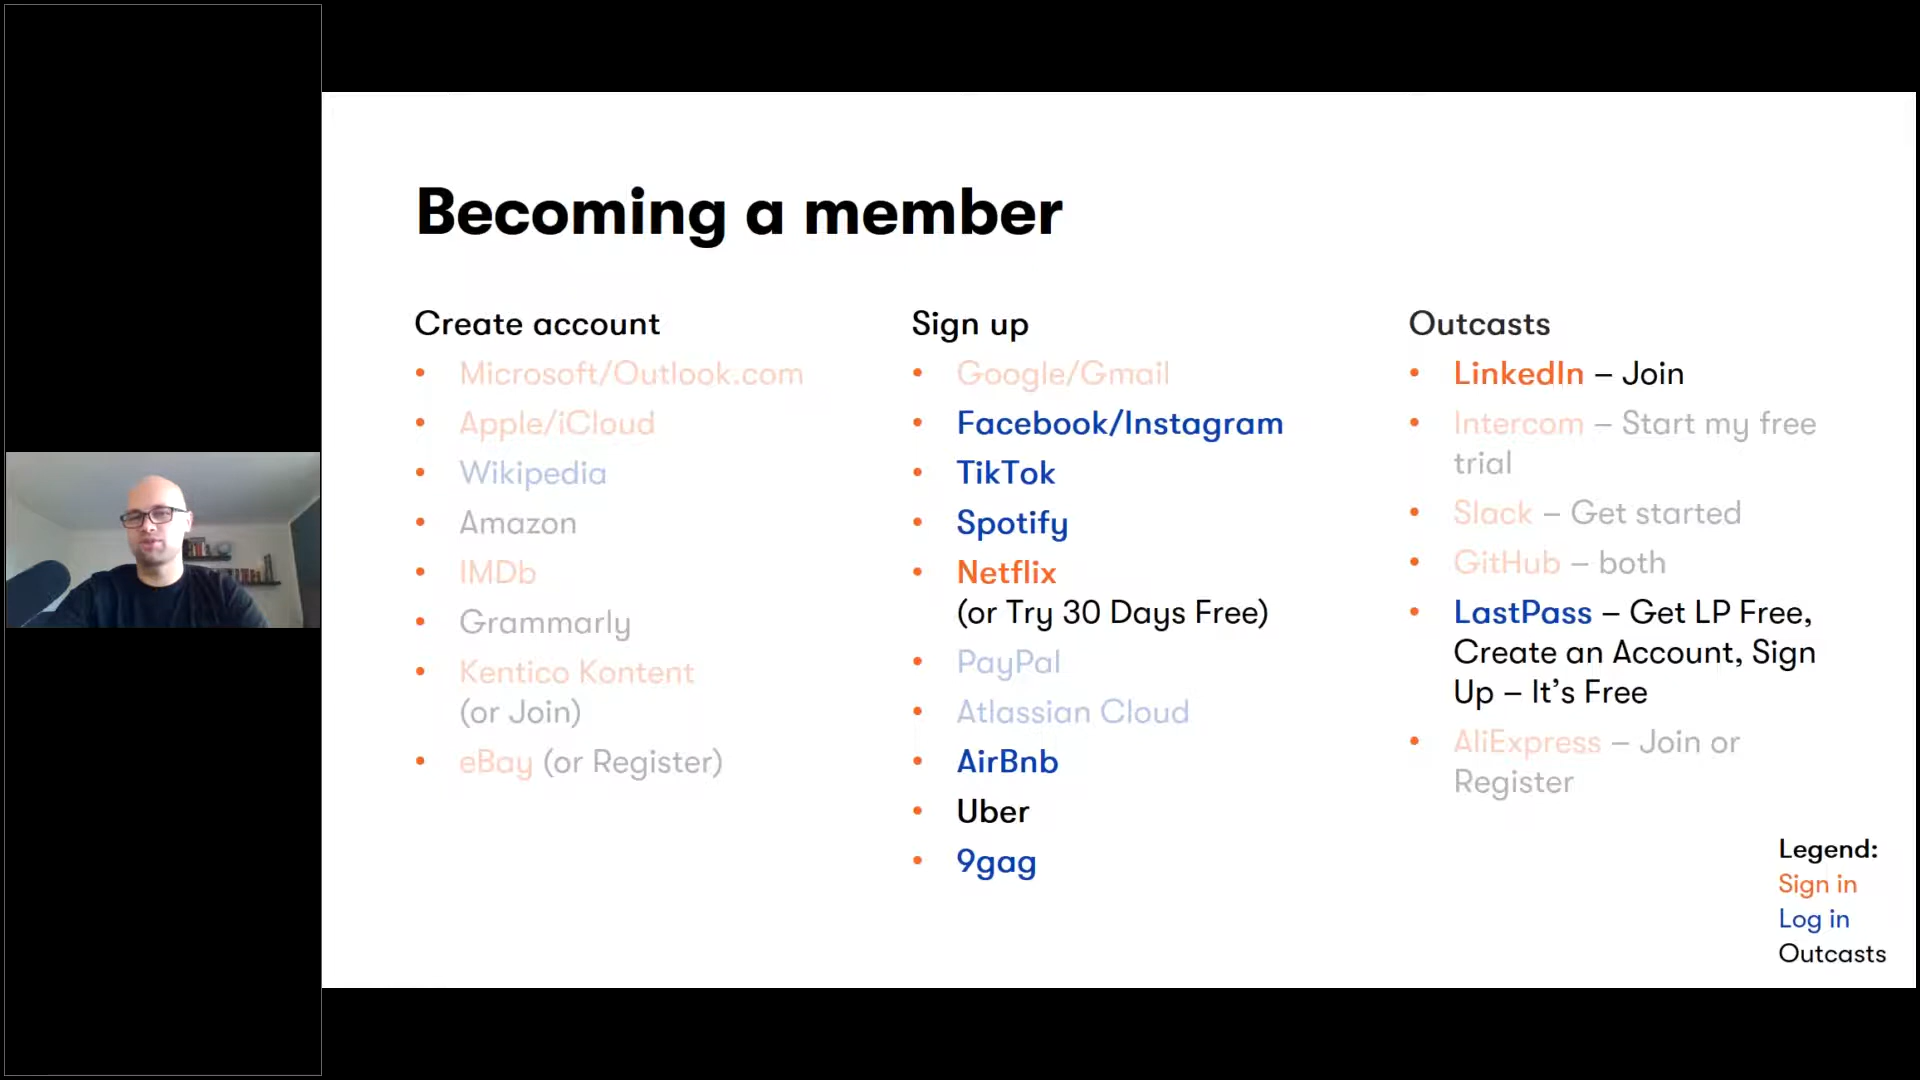 Becoming a member
Create account
• Microsoft/Outlook.com
• Apple/iCloud
• Wikipedia
• Amazon
• IMDb
• Grammarly
• Kentico Kontent
(or Join)
• eBay (or Register)
Sign up
• Google/Gmail
• Facebook/Instagram
• TikTok
• Spotify
• Netflix
(or Try 30 Days Free)
• PayPal
• Atlassian Cloud
• AirBnb
• Uber
• 9gag
Outcasts
• LinkedIn – Join
• Intercom – Start my free
trial
• Slack – Get started
• GitHub – both
• LastPass – Get LP Free,
Create an Account, Sign
Up – It’s Free
• AliExpress – Join or
Register
Legend:
Sign in
Log in
Outcasts